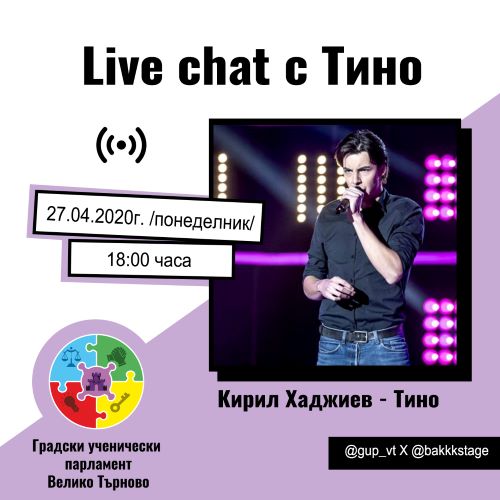 Live chat с Тино
27.04.2020г. /понеделник/
18:00 часа
Кирил Хаджиев - Тино
Градски ученически
парламент
Велико Търново
@gup_vt X @bakkkstage